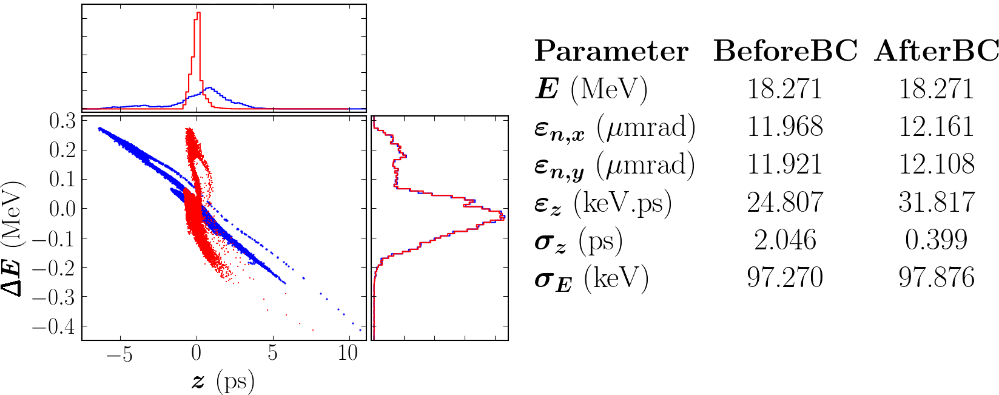 0.3
0.2
0.1
0.0
−0.1
−0.2
−0.3
−0.4
ΔE (MeV)
−5 0 5 10
z (ps)
Parameter BeforeBC AfterBC
E (MeV) 18.271 18.271
εn,x (μmrad) 11.968 12.161
εn,y (μmrad) 11.921 12.108
εz (keV.ps) 24.807 31.817
σz (ps) 2.046 0.399
σE (keV) 97.270 97.876